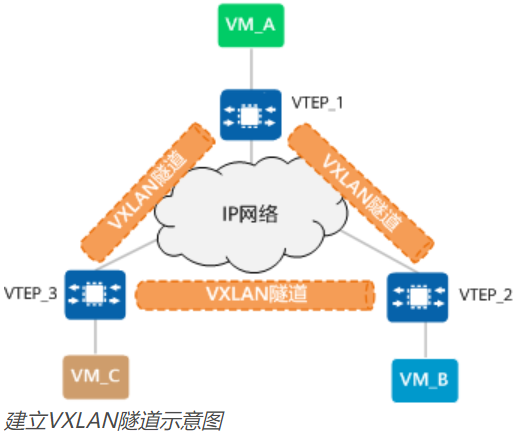 VM_A
VTEP_1
VXLAN隧道
VXLAN隧道
IP网络
VTEP_3
VXLAN隧道
VTEP_2
VM_C
VM_B
建立VXLAN隧道示意图